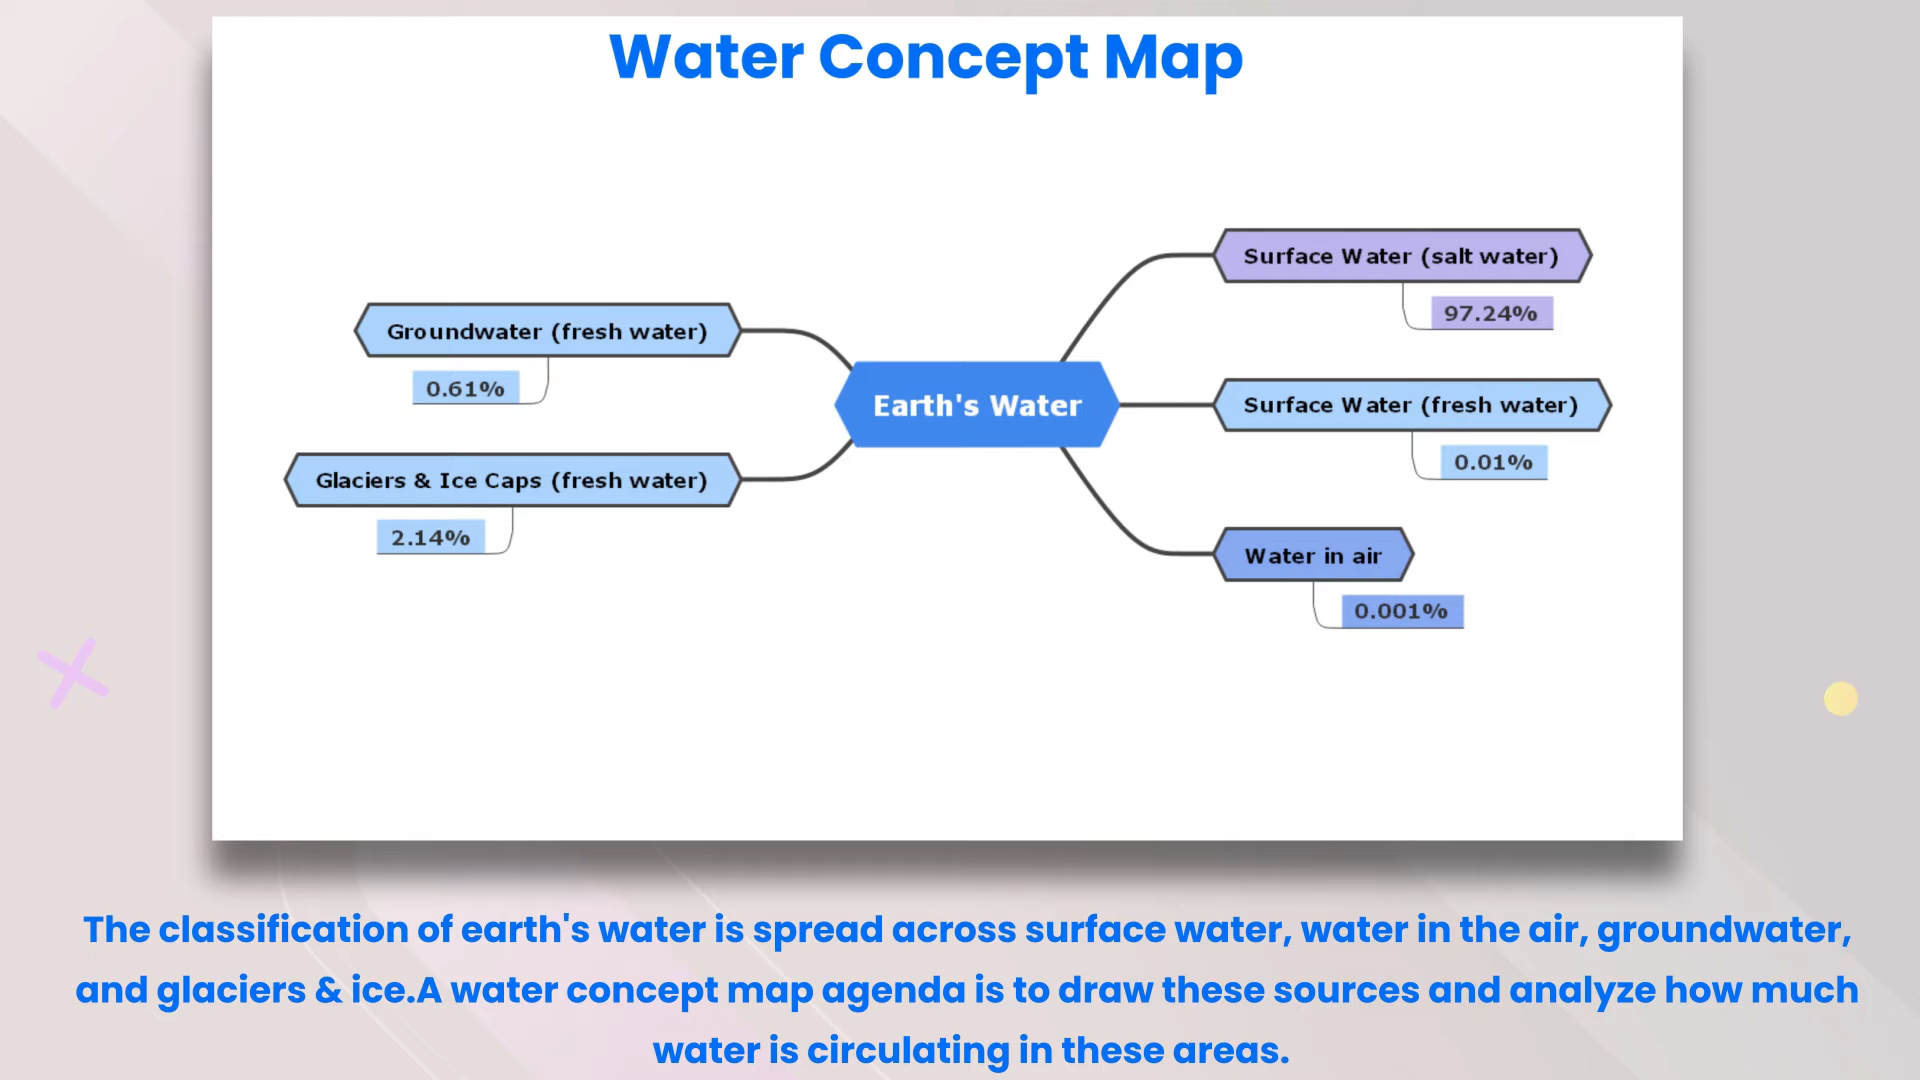 Water Concept Map
Groundwater (fresh water)
0.61%
Glaciers & Ice Caps (fresh water)
2.14%
Earth's Water
Surface Water (salt water)
97.24%
Surface Water (fresh water)
0.01%
Water in air
0.001%
The classification of earth's water is spread across surface water, water in the air, groundwater,
and glaciers & ice.A water concept map agenda is to draw these sources and analyze how much
water is circulating in these areas.